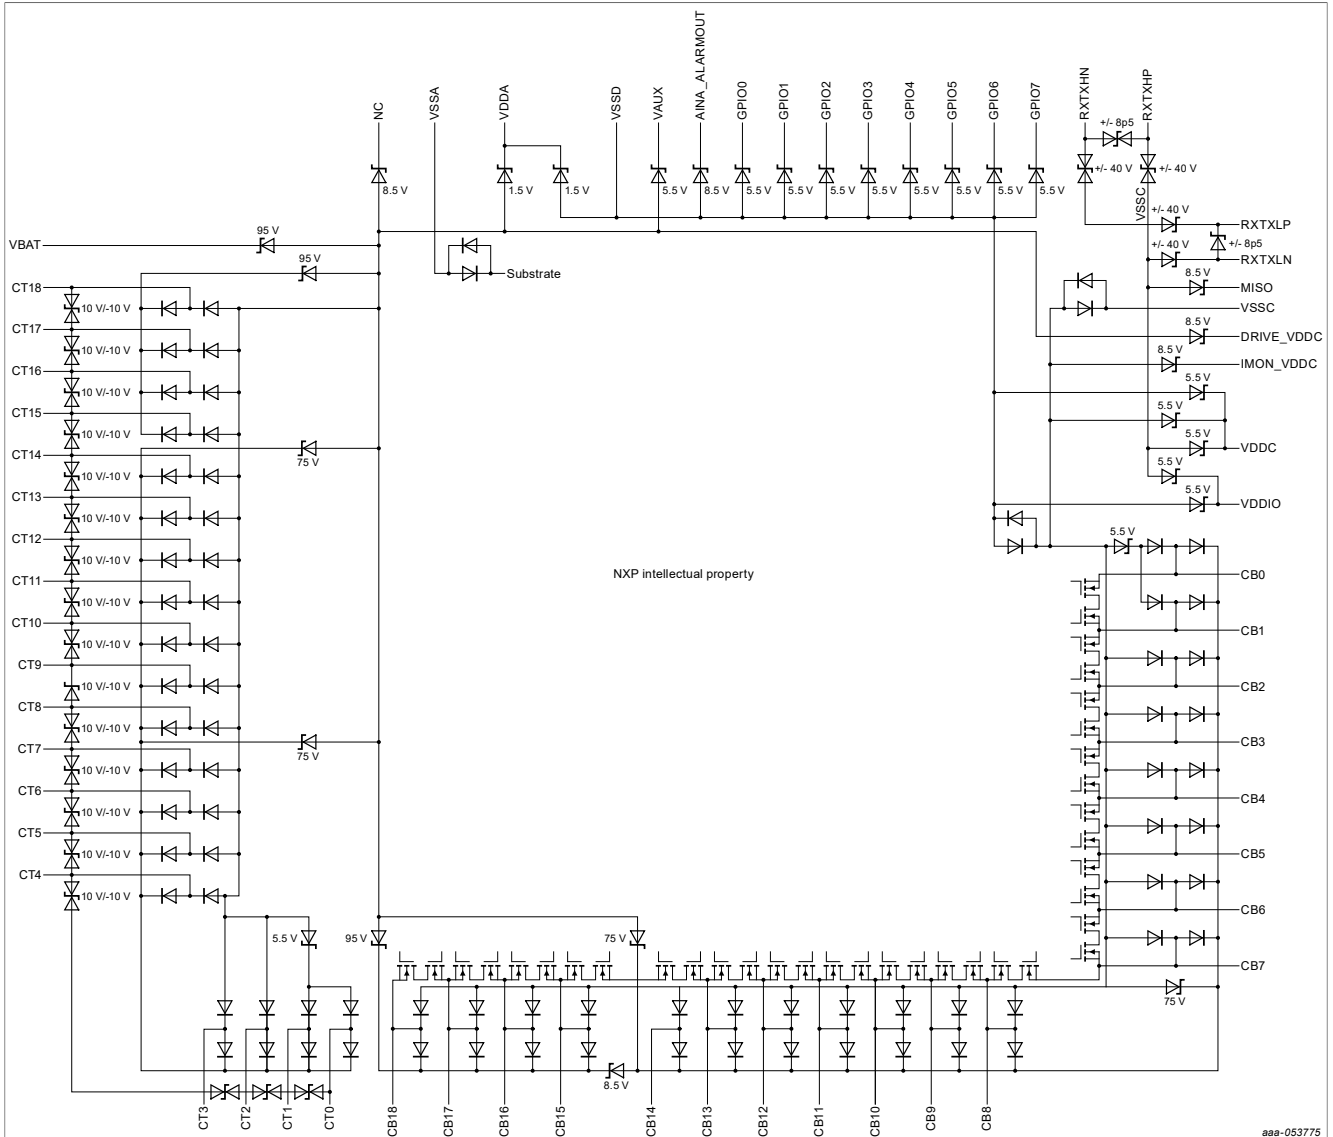 NC
VSSA
VDDA
VSSD
VAUX
AINA_ALARMOUT
GPIO0
GPIO1
GPIO2
GPIO3
GPIO4
GPIO5
GPIO6
GPIO7
RXTXHN
RXTXHP
+/- 8p5
8.5 V
1.5 V
1.5 V
5.5 V
8.5 V
5.5 V
5.5 V
5.5 V
5.5 V
5.5 V
5.5 V
5.5 V
5.5 V
+/- 40 V
+/- 40 V
VSSC
+/- 40 V
RXTXLP
+/- 8p5
+/- 40 V
RXTXLN
8.5 V
MISO
VSSC
8.5 V
DRIVE_VDDC
8.5 V
IMON_VDDC
5.5 V
5.5 V
5.5 V
VDDC
5.5 V
5.5 V
VDDIO
5.5 V
VBAT
95 V
95 V
Substrate
CT18
10 V/-10 V
CT17
10 V/-10 V
CT16
10 V/-10 V
CT15
10 V/-10 V
75 V
CT14
10 V/-10 V
CT13
10 V/-10 V
CT12
10 V/-10 V
CT11
10 V/-10 V
CT10
10 V/-10 V
CT9
10 V/-10 V
CT8
10 V/-10 V
CT7
10 V/-10 V
75 V
CT6
10 V/-10 V
CT5
10 V/-10 V
CT4
10 V/-10 V
NXP intellectual property
CB0
CB1
CB2
CB3
CB4
CB5
CB6
CB7
5.5 V
95 V
75 V
75 V
8.5 V
CT3
CT2
CT1
CT0
CB18
CB17
CB16
CB15
CB14
CB13
CB12
CB11
CB10
CB9
CB8
aaa-053775